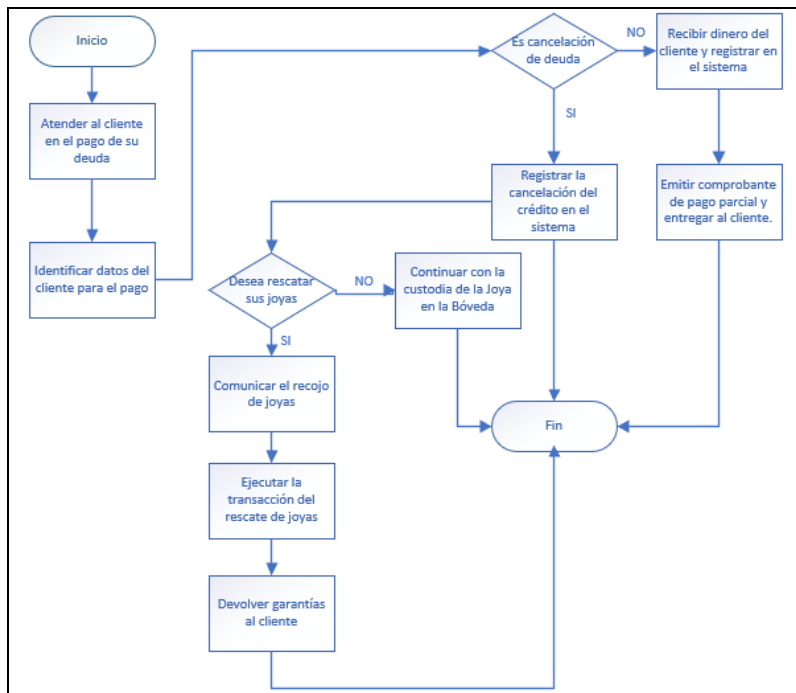 Inicio
Atender al cliente
en el pago de su
deuda
Identificar datos del
cliente para el pago
Es cancelación
de deuda
NO
Recibir dinero del
cliente y registrar en
el sistema
SI
Emitir comprobante
de pago parcial y
entregar al cliente.
Registrar la
cancelación del
crédito en el
sistema
Desea rescatar
sus joyas
NO
Continuar con la
custodia de la Joya
en la Bóveda
SI
Comunicar el recojo
de joyas
Ejecutar la
transacción del
rescate de joyas
Devolver garantías
al cliente
Fin